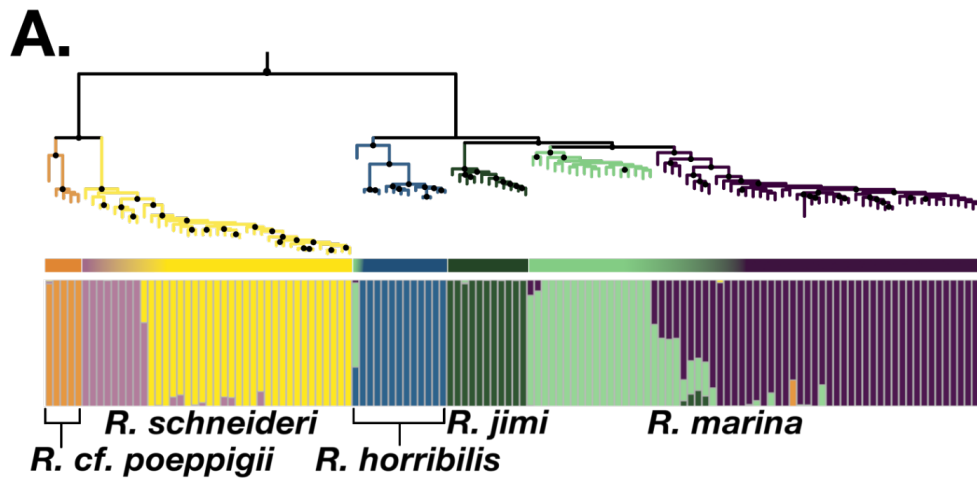 A.
R. schneideri R. jimi R. marina
R. cf. poeppigii R. horribilis